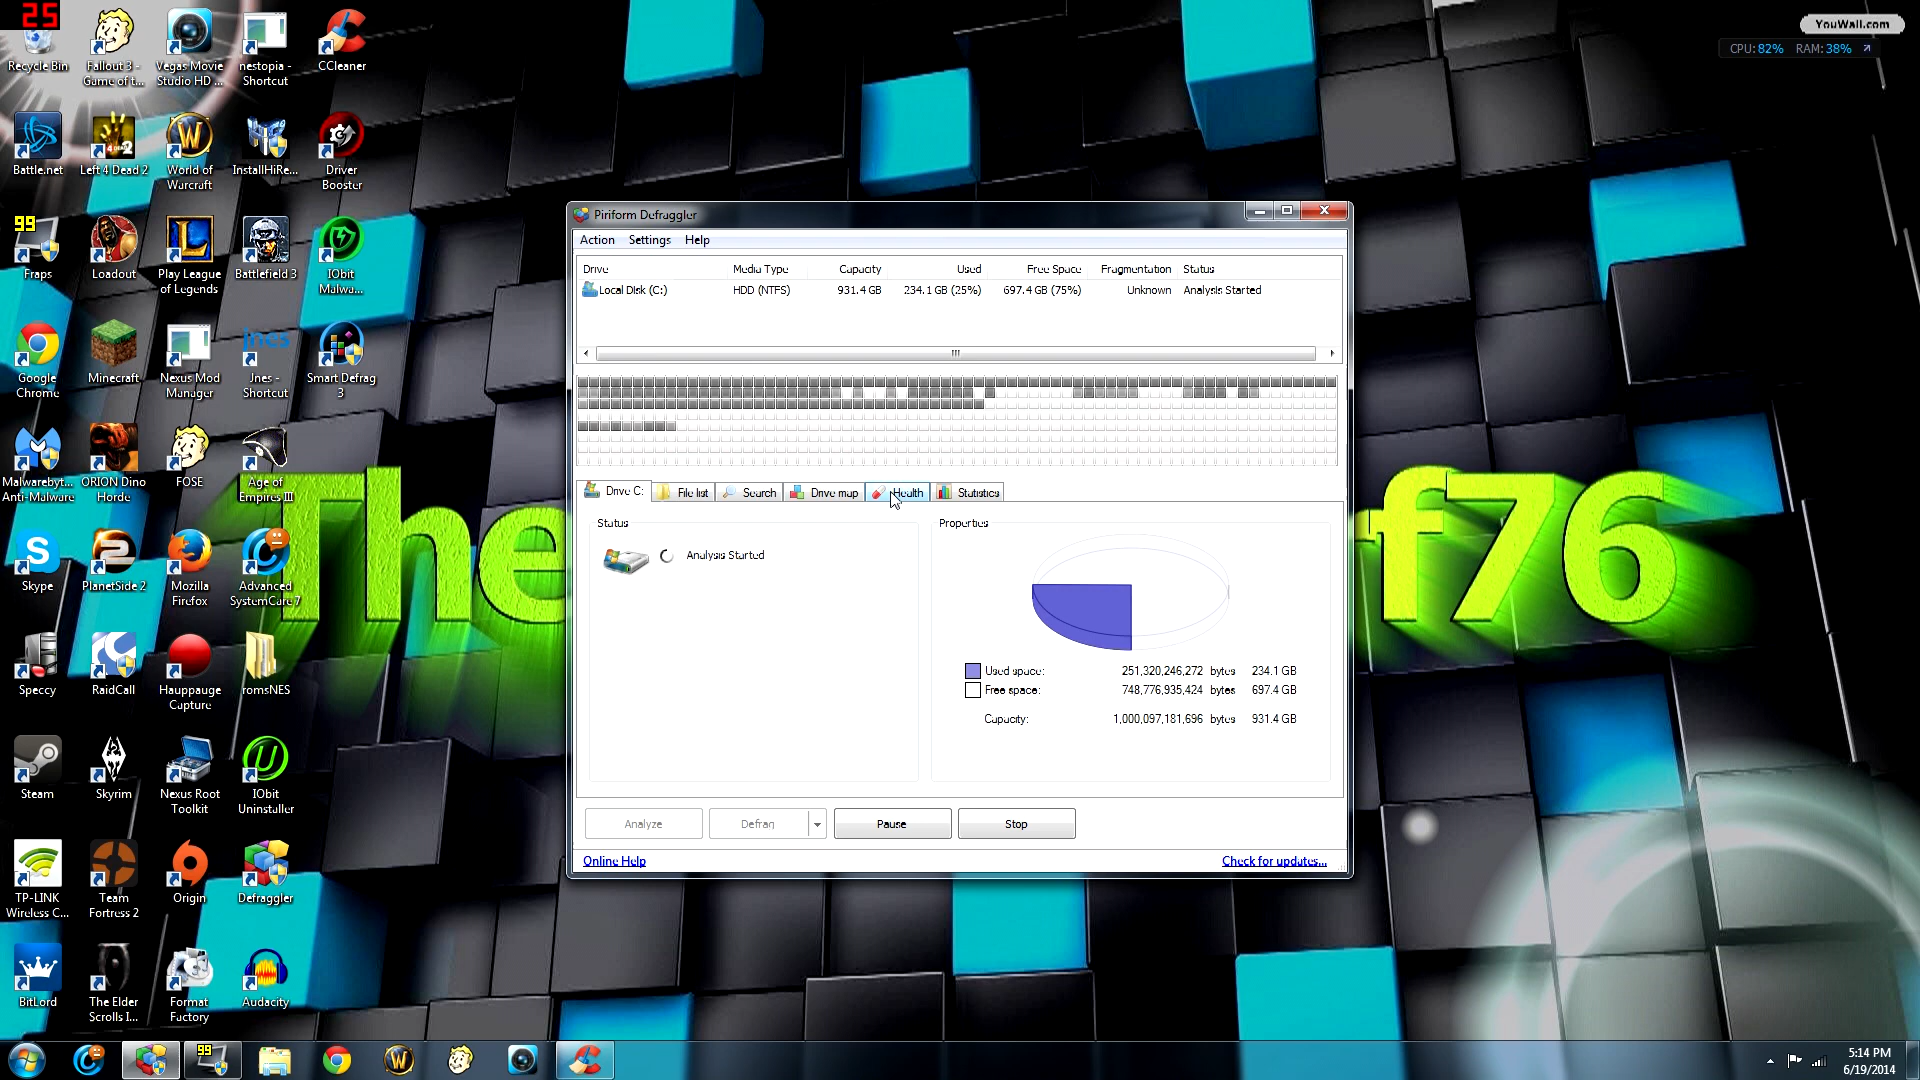 25
YouWall.com
CPU: 82% RAM: 38%
Recycle Bin
Fallout 3 -
Game of t...
Vegas Movie
Studio HD ...
nestopia -
Shortcut
CCleaner
Battle.net
Left 4 Dead 2
World of
Warcraft
InstallHiRe...
Driver
Booster
99
Fraps
Loadout
Play League
of Legends
Battlefield 3
IObit
Malwa...
Google
Chrome
Minecraft
Nexus Mod
Manager
jnes
Jnes -
Shortcut
Smart Defrag
3
Malwarebyt...
Anti-Malware
ORION Dino
Horde
FOSE
Age of
Empires III
Skype
PlanetSide 2
Mozilla
Firefox
Advanced
SystemCare 7
Speccy
RaidCall
Hauppauge
Capture
romsNES
Steam
Skyrim
Nexus Root
Toolkit
IObit
Uninstaller
TP-LINK
Wireless C...
Team
Fortress 2
Origin
Defraggler
BitLord
The Elder
Scrolls I...
Format
Factory
Audacity
The
f76
Piriform Defraggler
Action Settings Help
Drive Media Type Capacity Used Free Space Fragmentation Status
Local Disk (C:) HDD (NTFS) 931.4 GB 234.1 GB (25%) 697.4 GB (75%) Unknown Analysis Started
Drive C: File list Search Drive map Health Statistics
Status
Analysis Started
Properties
Used space: 251,320,246,272 bytes 234.1 GB
Free space: 748,776,935,424 bytes 697.4 GB
Capacity: 1,000,097,181,696 bytes 931.4 GB
Analyze Defrag Pause Stop
Online Help Check for updates...
99
5:14 PM
6/19/2014